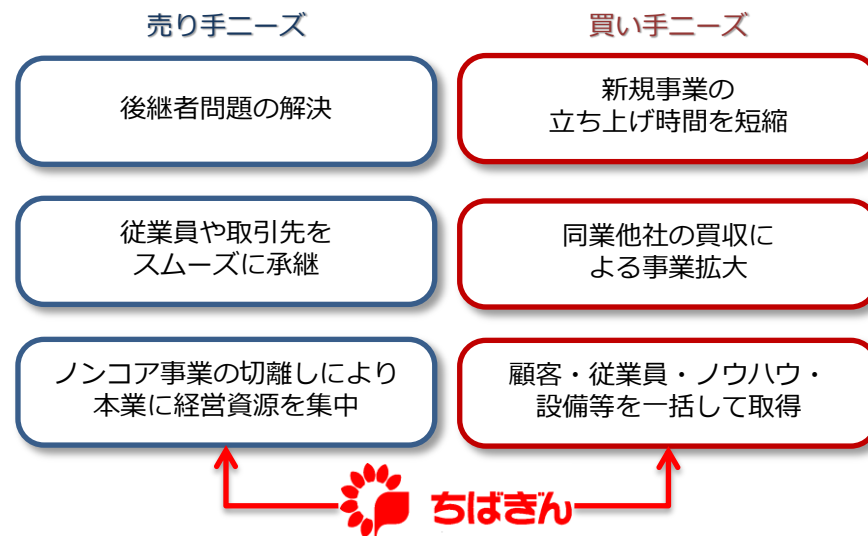 売り手ニーズ
買い手ニーズ
後継者問題の解決
新規事業の
立ち上げ時間を短縮
従業員や取引先を
スムーズに承継
同業他社の買収に
よる事業拡大
ノンコア事業の切離しにより
本業に経営資源を集中
顧客・従業員・ノウハウ・
設備等を一括して取得
ちばぎん